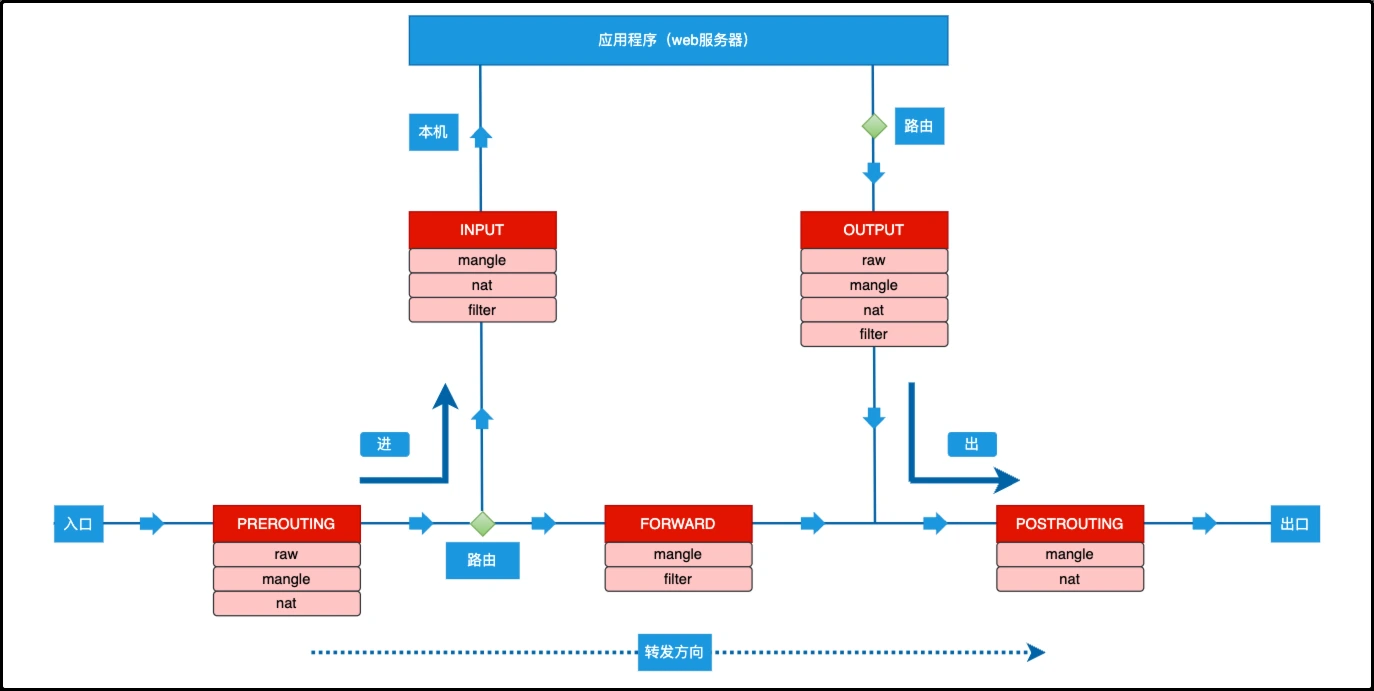 应用程序（web服务器）
本机
路由
INPUT
mangle
nat
filter
OUTPUT
raw
mangle
nat
filter
进
出
入口
PREROUTING
raw
mangle
nat
路由
FORWARD
mangle
filter
POSTROUTING
mangle
nat
出口
转发方向